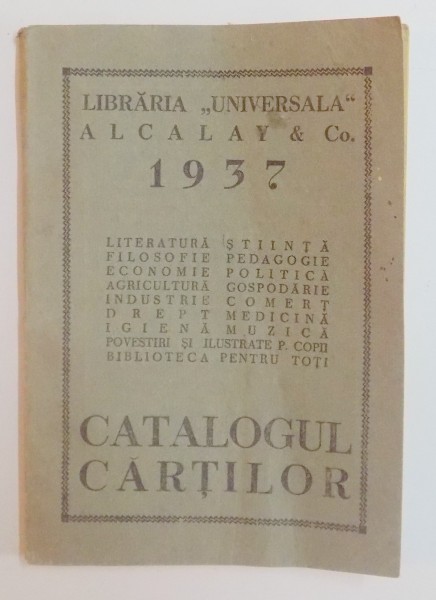 LIBRĂRIA „UNIVERSALA“
ALCALAY & Co.
1937
LITERATURĂ ȘTIINȚĂ
FILOSOFIE PEDAGOGIE
ECONOMIE POLITICĂ
AGRICULTURĂ GOSPODĂRIE
INDUSTRIE COMERȚ
DREPT MEDICINĂ
IGIENĂ MUZICĂ
POVESTIRI ȘI ILUSTRATE P. COPII
BIBLIOTECA PENTRU TOȚI
CATALOGUL
CĂRȚILOR